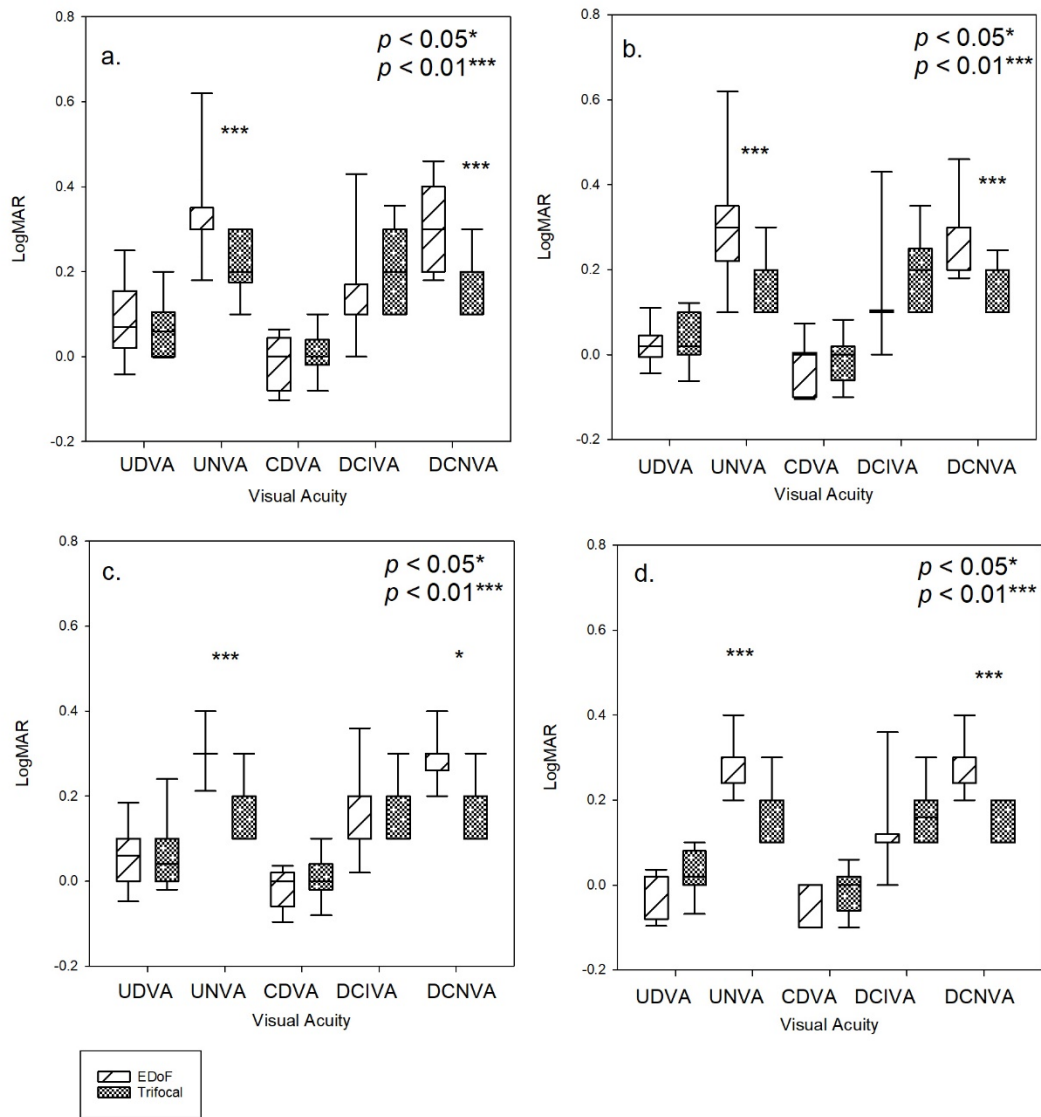 a.
p < 0.05*
p < 0.01***
0.8
0.6
0.4
0.2
0.0
-0.2
LogMAR
***
***
UDVA UNVA CDVA DCIVA DCNVA
Visual Acuity
b.
p < 0.05*
p < 0.01***
0.8
0.6
0.4
0.2
0.0
-0.2
LogMAR
***
***
UDVA UNVA CDVA DCIVA DCNVA
Visual Acuity
c.
p < 0.05*
p < 0.01***
0.8
0.6
0.4
0.2
0.0
-0.2
LogMAR
***
*
UDVA UNVA CDVA DCIVA DCNVA
Visual Acuity
d.
p < 0.05*
p < 0.01***
0.8
0.6
0.4
0.2
0.0
-0.2
LogMAR
***
***
UDVA UNVA CDVA DCIVA DCNVA
Visual Acuity
EDoF
Trifocal